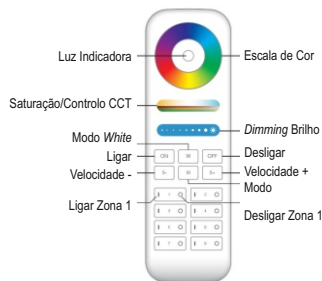 Luz Indicadora
Escala de Cor
Saturação/Controlo CCT
Dimming Brilho
Modo White
Ligar
Desligar
ON W OFF
Velocidade -
Velocidade +
S- M S+
Modo
Ligar Zona 1
Desligar Zona 1